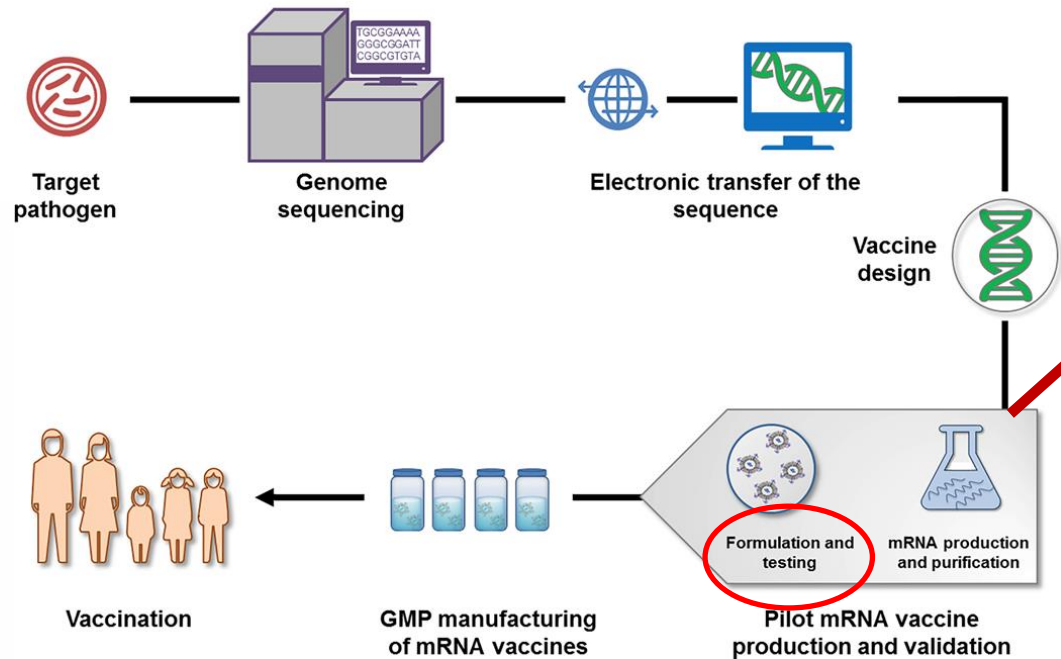 TGCGGAAAA
GGGCGGATT
CGGCGTGTA
Target
pathogen
Genome
sequencing
Electronic transfer of the
sequence
Vaccine
design
Formulation and
testing
mRNA production
and purification
Pilot mRNA vaccine
production and validation
GMP manufacturing
of mRNA vaccines
Vaccination